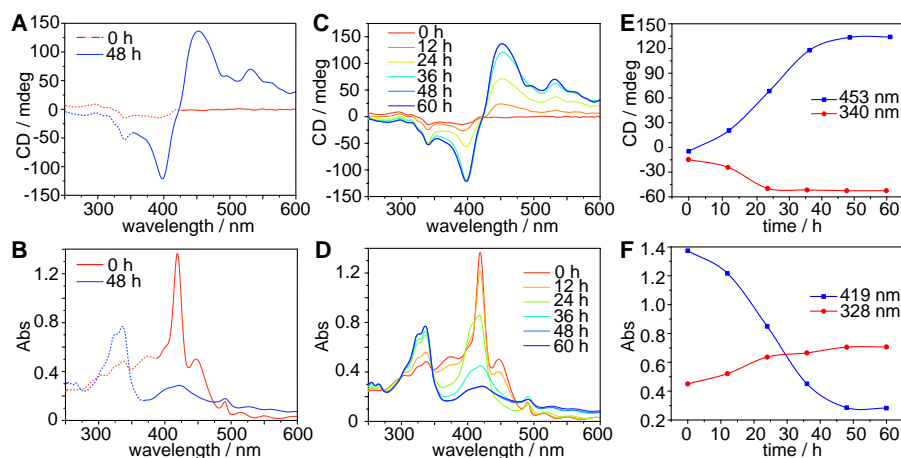 A
0 h
48 h
CD / mdeg
150
100
50
0
-50
-100
-150
300
400
500
600
wavelength / nm
C
0 h
12 h
24 h
36 h
48 h
60 h
CD / mdeg
150
100
50
0
-50
-100
-150
300
400
500
600
wavelength / nm
E
453 nm
340 nm
CD / mdeg
150
120
90
60
30
0
-30
-60
0
10
20
30
40
50
60
time / h
B
0 h
48 h
Abs
1.2
0.8
0.4
0
300
400
500
600
wavelength / nm
D
0 h
12 h
24 h
36 h
48 h
60 h
Abs
1.2
0.8
0.4
0
300
400
500
600
wavelength / nm
F
419 nm
328 nm
Abs
1.4
1.2
1.0
0.8
0.6
0.4
0.2
0
10
20
30
40
50
60
time / h